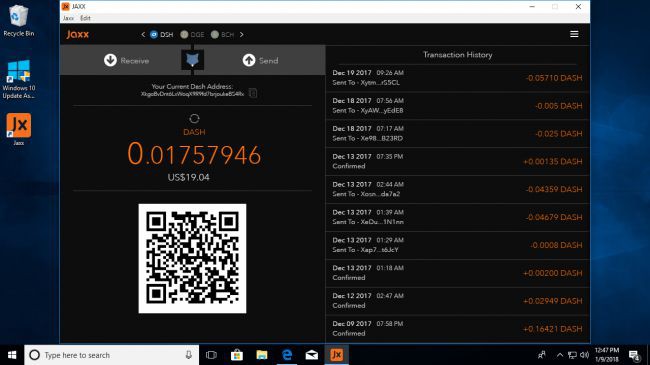 Recycle Bin
Windows 10
Update As...
Jaxx
JAXX
Jaxx Edit
Jaxx
DSH DGE BCH
Receive
Send
Your Current Dash Address:
DASH
0.01757946
US$19.04
Transaction History
Dec 19 2017 09:26 AM
Sent To - Xytm...rS5CL
-0.05710 DASH
Dec 18 2017 07:56 AM
Sent To - XyAW...yEdE8
-0.005 DASH
Dec 18 2017 07:17 AM
Sent To - Xe98...B23RD
-0.025 DASH
Dec 13 2017 07:35 PM
Confirmed
+0.00135 DASH
Dec 13 2017 02:44 AM
Sent To - Xosn...da7a2
-0.04359 DASH
Dec 13 2017 01:39 AM
Sent To - XeDu...1N1nn
-0.04679 DASH
Dec 13 2017 01:29 AM
Sent To - Xap7...t6JcY
-0.0008 DASH
Dec 13 2017 01:18 AM
Confirmed
+0.00200 DASH
Dec 12 2017 02:47 AM
Confirmed
+0.02949 DASH
Dec 09 2017 07:58 PM
Confirmed
+0.16421 DASH
Type here to search
12:47 PM
1/9/2018